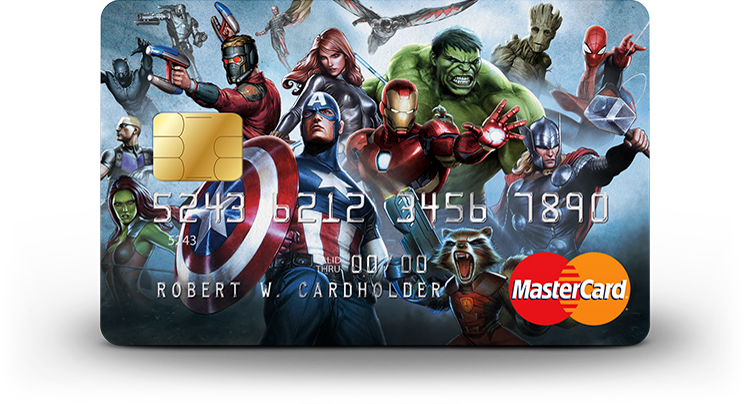 5243 6212 3456 7890
5243
VALID
THRU 00/00
ROBERT W. CARDHOLDER
MasterCard
A